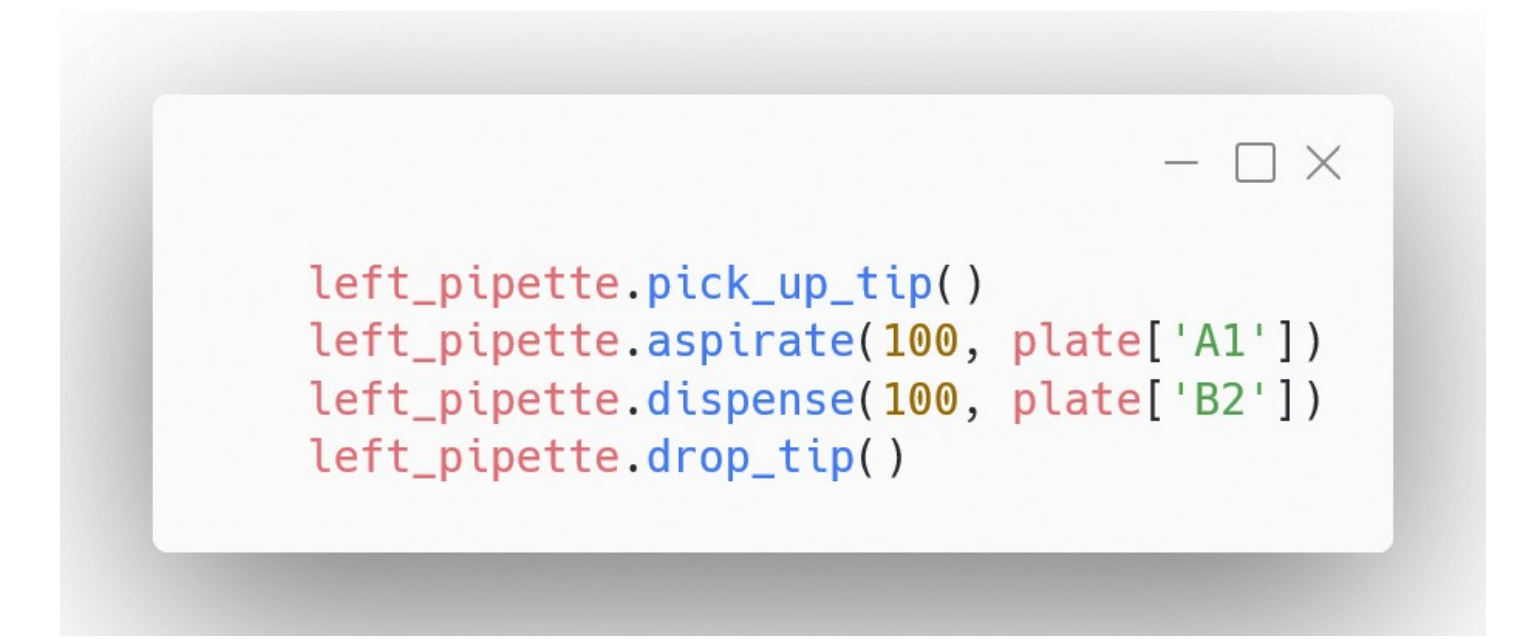 left_pipette.pick_up_tip()
left_pipette.aspirate(100, plate['A1'])
left_pipette.dispense(100, plate['B2'])
left_pipette.drop_tip()